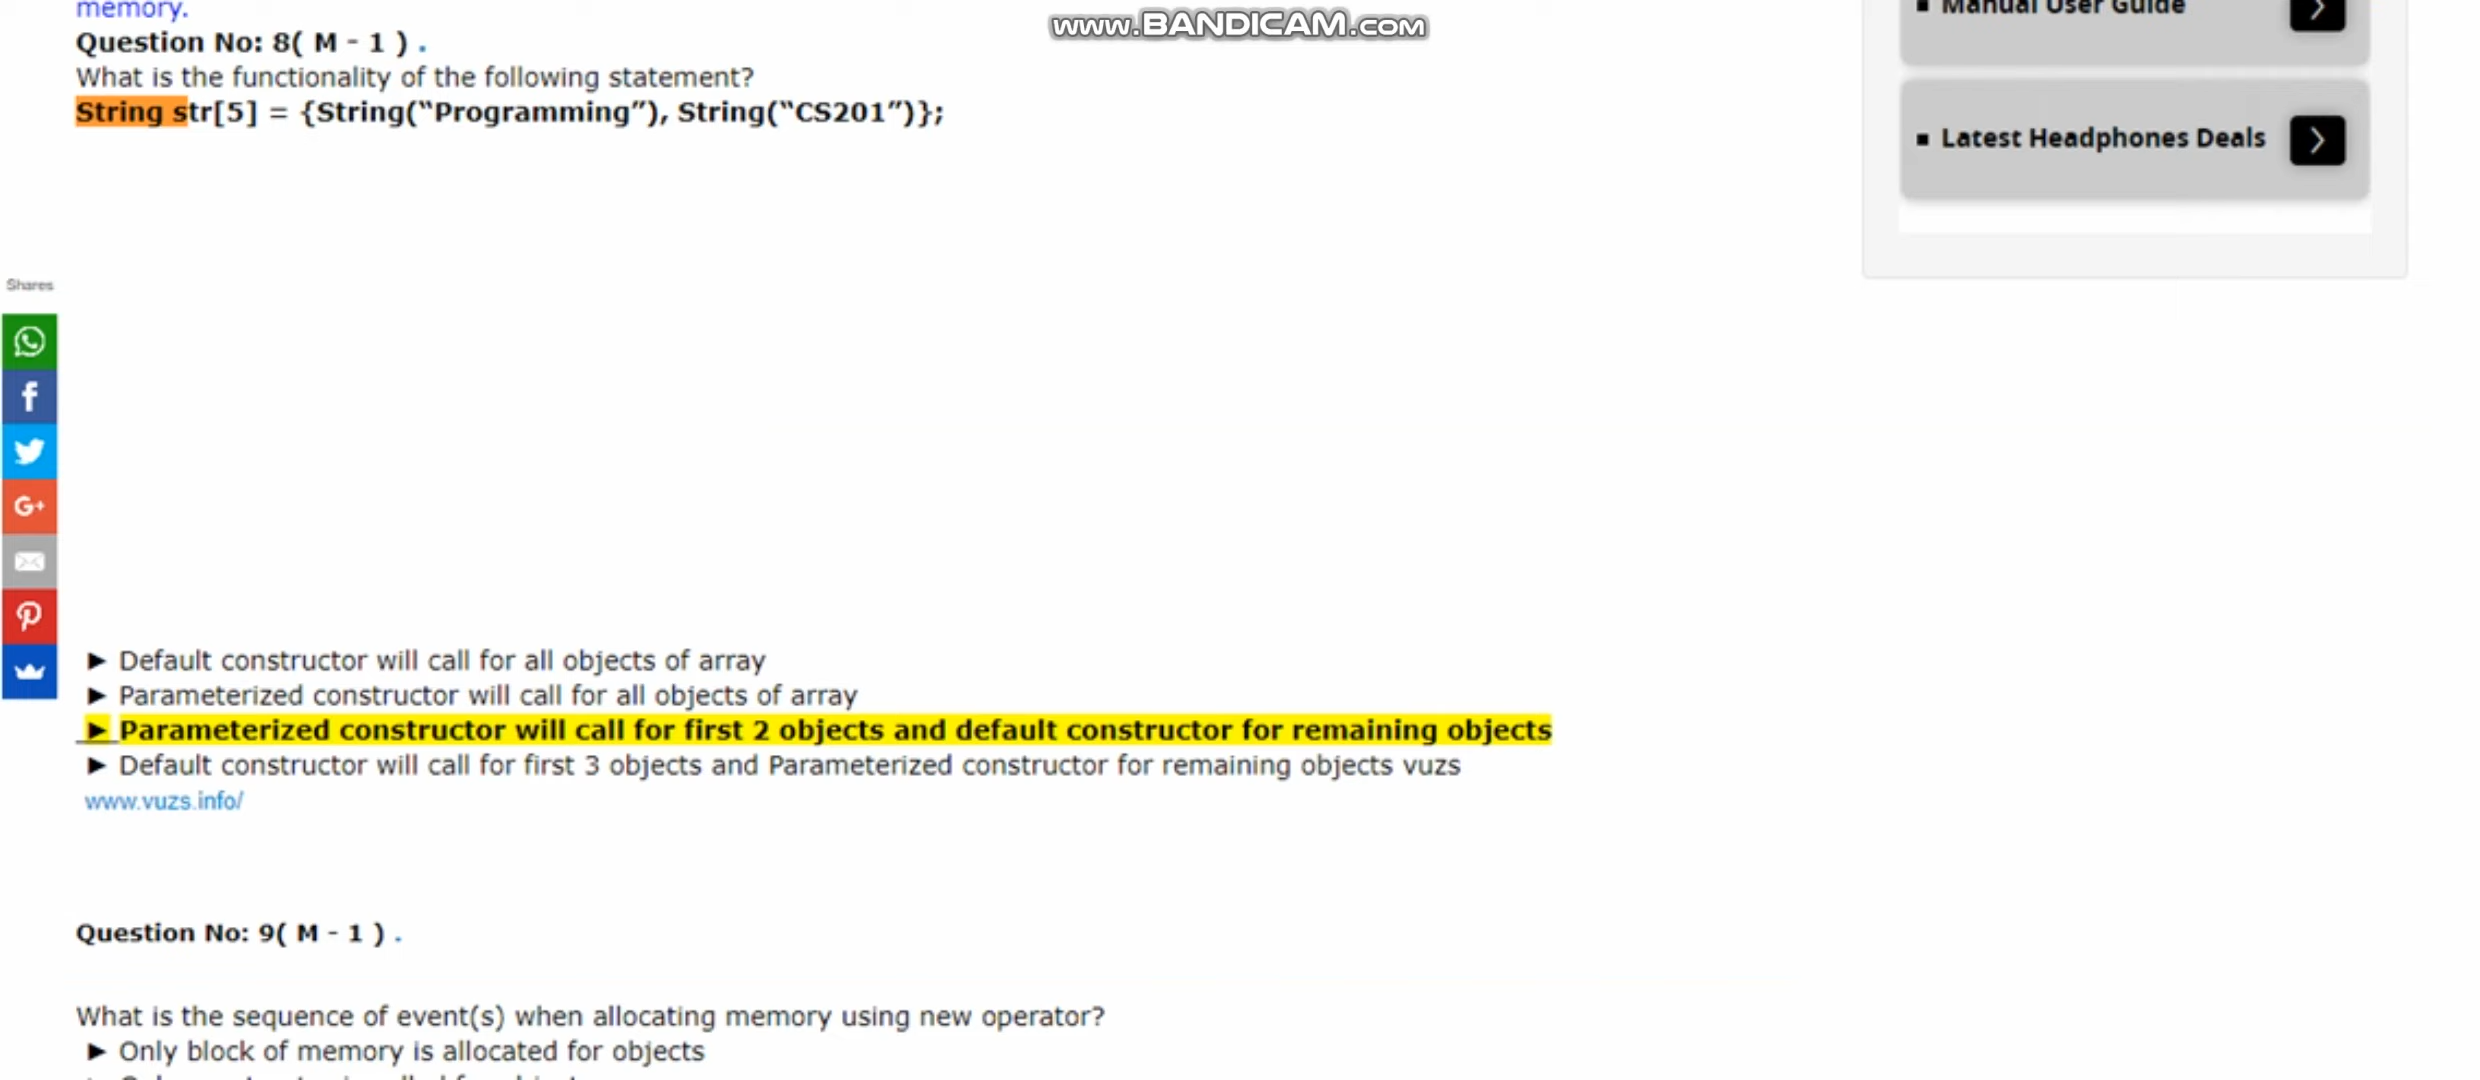 memory.
www.BANDICAM.com
Manual User Guide
Question No: 8( M - 1 ) .
What is the functionality of the following statement?
String str[5] = {String(“Programming”), String(“CS201”)};
▪ Latest Headphones Deals
Shares
► Default constructor will call for all objects of array
► Parameterized constructor will call for all objects of array
► Parameterized constructor will call for first 2 objects and default constructor for remaining objects
► Default constructor will call for first 3 objects and Parameterized constructor for remaining objects vuzs
www.vuzs.info/
Question No: 9( M - 1 ) .
What is the sequence of event(s) when allocating memory using new operator?
► Only block of memory is allocated for objects